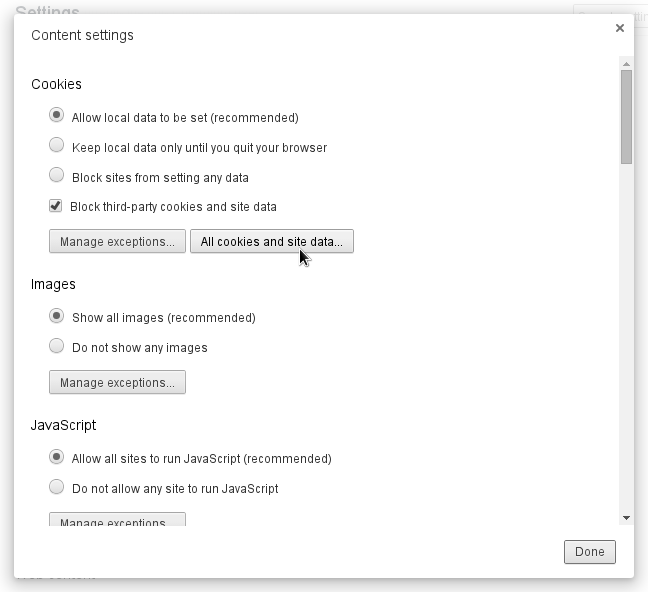 Settings
Content settings
Cookies
Allow local data to be set (recommended)
Keep local data only until you quit your browser
Block sites from setting any data
Block third-party cookies and site data
Manage exceptions... All cookies and site data...
Images
Show all images (recommended)
Do not show any images
Manage exceptions...
JavaScript
Allow all sites to run JavaScript (recommended)
Do not allow any site to run JavaScript
Manage exceptions...
Done